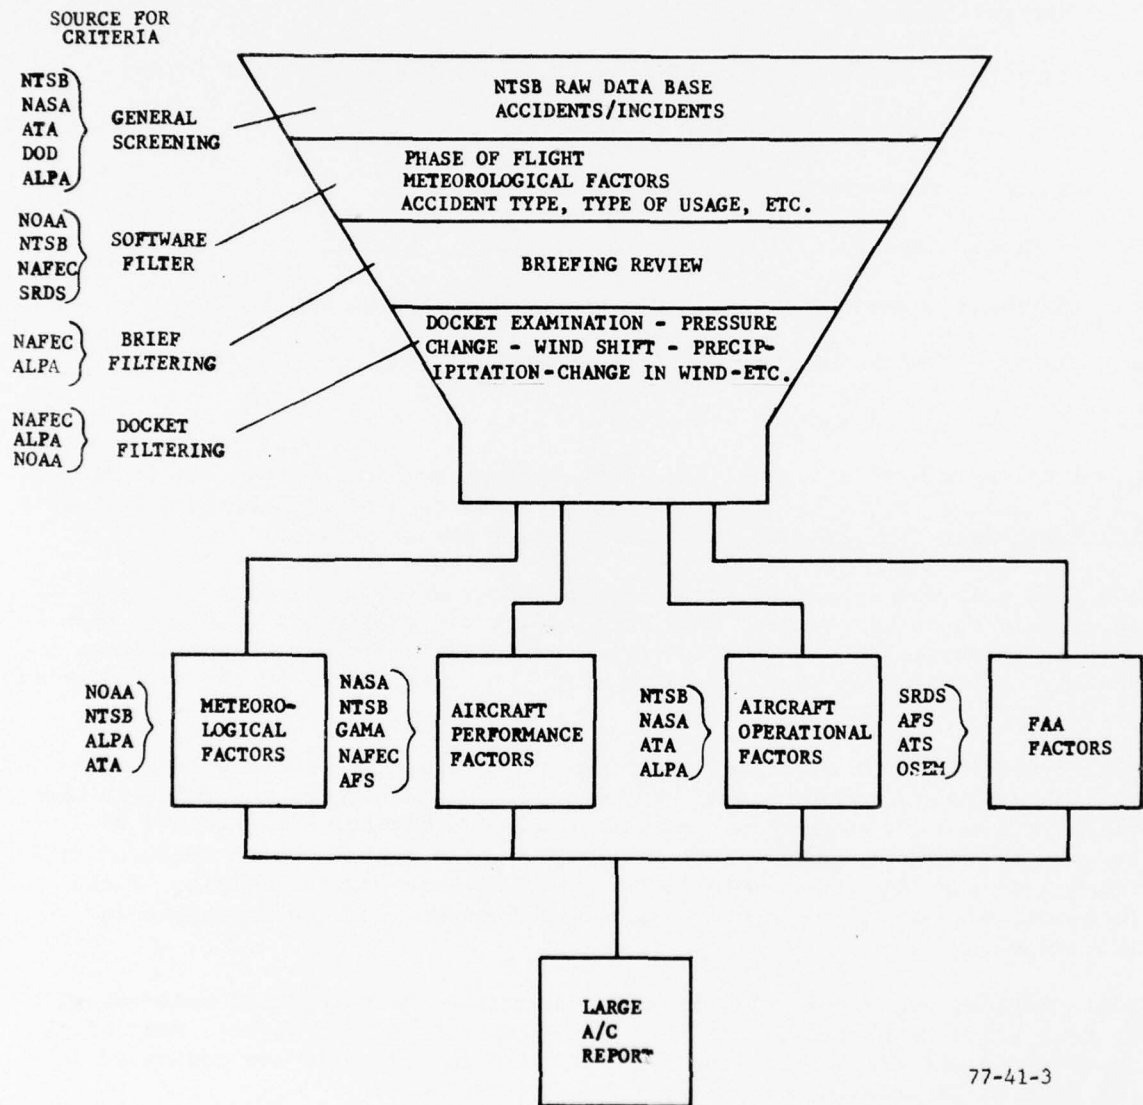 SOURCE FOR
CRITERIA
NTSB
NASA
ATA
DOD
ALPA
GENERAL
SCREENING
NOAA
NTSB
NAFEC
SRDS
SOFTWARE
FILTER
NAFEC
ALPA
BRIEF
FILTERING
NAFEC
ALPA
NOAA
DOCKET
FILTERING
NTSB RAW DATA BASE
ACCIDENTS/INCIDENTS
PHASE OF FLIGHT
METEOROLOGICAL FACTORS
ACCIDENT TYPE, TYPE OF USAGE, ETC.
BRIEFING REVIEW
DOCKET EXAMINATION - PRESSURE
CHANGE - WIND SHIFT - PRECIP-
IPITATION-CHANGE IN WIND-ETC.
NOAA
NTSB
ALPA
ATA
METEORO-
LOGICAL
FACTORS
NASA
NTSB
GAMA
NAFEC
AFS
AIRCRAFT
PERFORMANCE
FACTORS
NTSB
NASA
ATA
ALPA
AIRCRAFT
OPERATIONAL
FACTORS
SRDS
AFS
ATS
OSEM
FAA
FACTORS
LARGE
A/C
REPORT
77-41-3